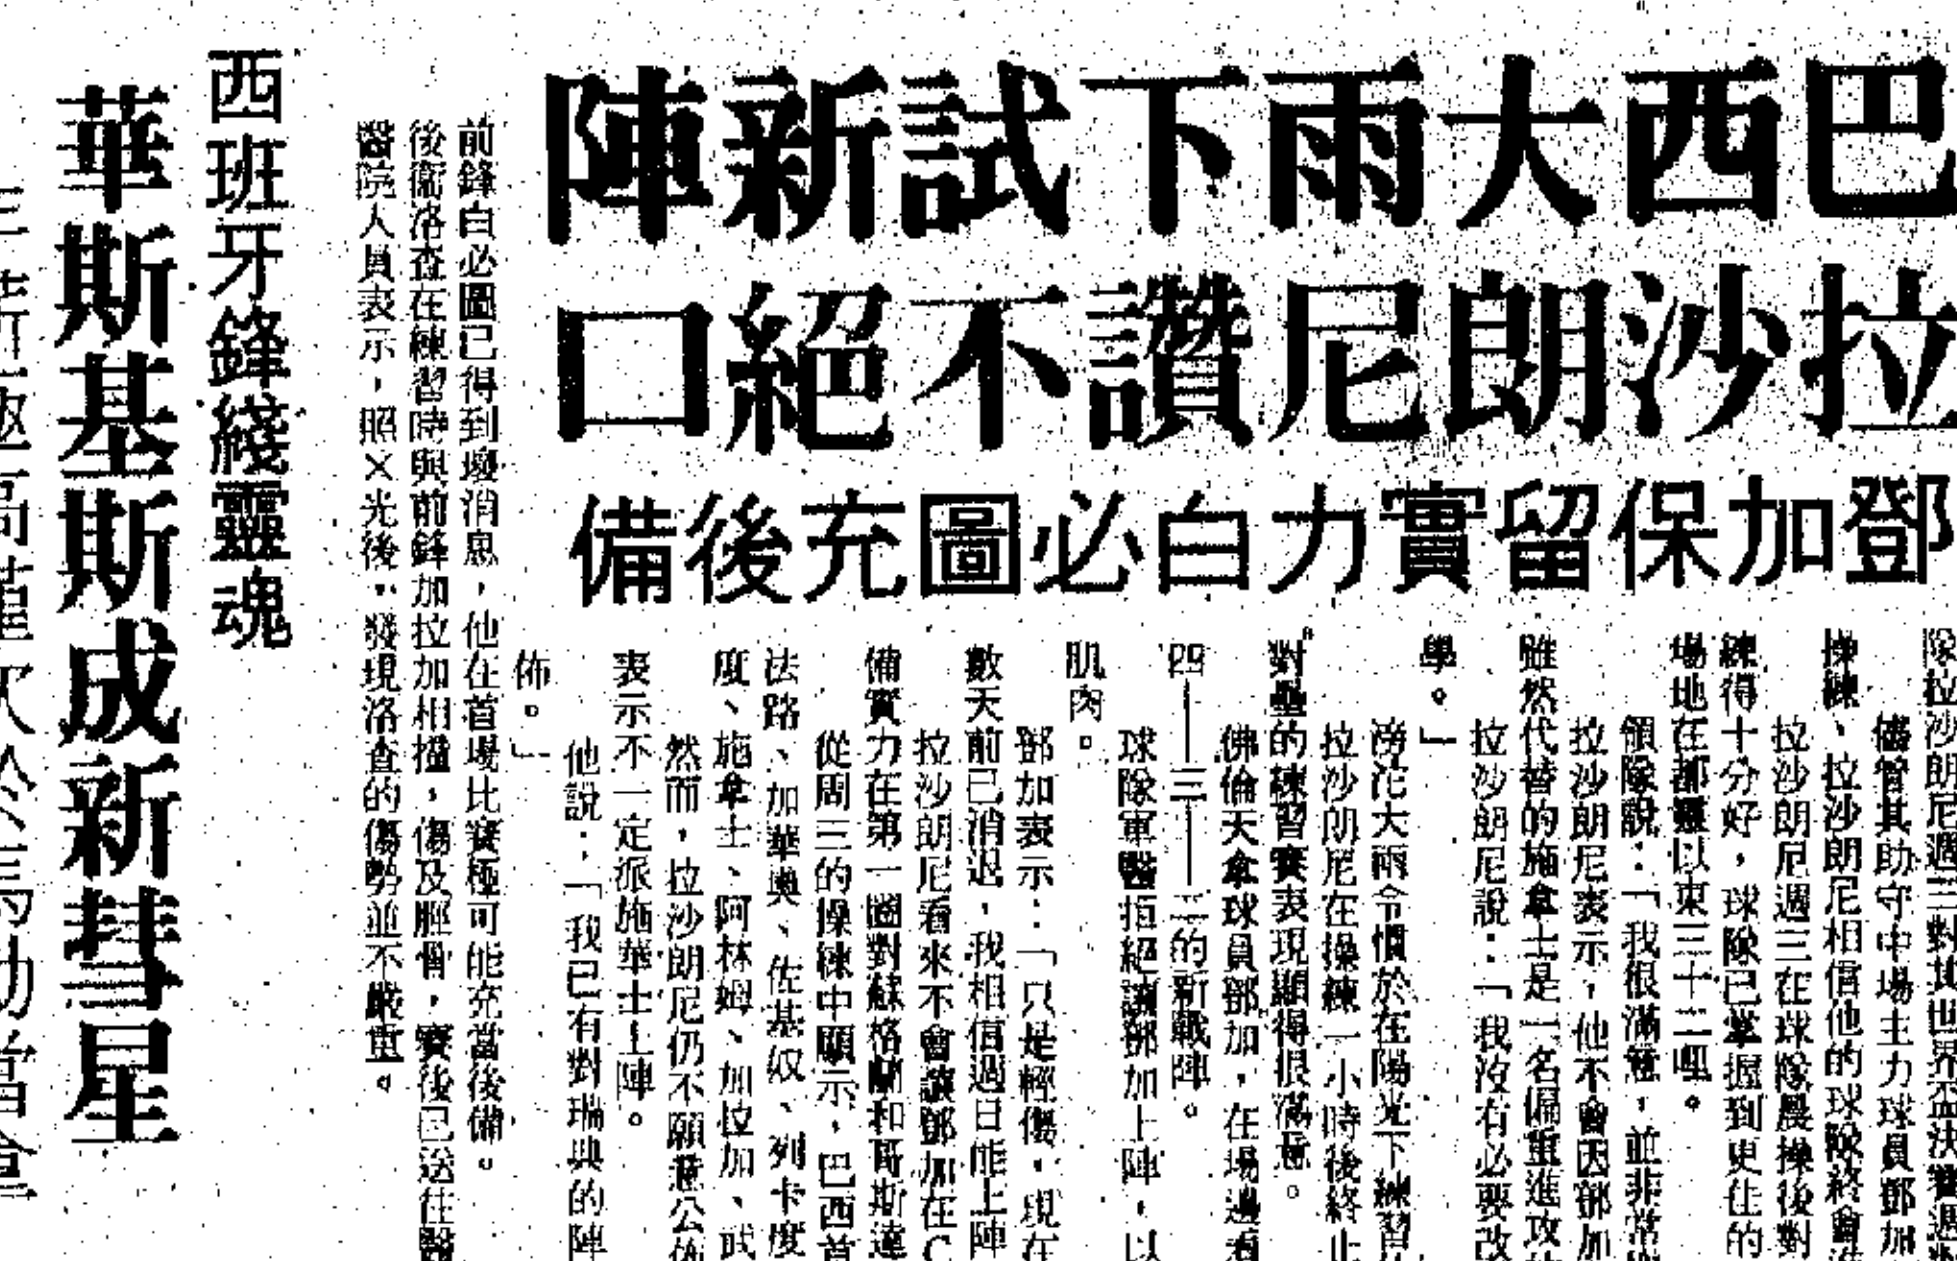 巴西大雨下試新陣
拉沙朗尼讚不絕口
鄧加保留實力白必圖充後備
隊拉沙朗尼週三對其世界盃決賽週
儘管其助守中場主力球員鄧加
操練、拉沙朗尼相信他的球隊終會
拉沙朗尼週三在球隊晨操後對
練得十分好,球隊已掌握到更佳的
場地在都靈以東三十二哩。
領隊說:「我很滿意,並非常
拉沙朗尼表示,他不會因鄧加
雖然代替的施拿士是一名偏重進攻
拉沙朗尼說:「我沒有必要改
學。」
滂沱大雨令慣於在陽光下練習
拉沙朗尼在操練一小時後終止
對壘的練習賽表現顯得很滿意。
佛倫天拿球員鄧加,在場邊
四——三——三的新戰陣。
球隊軍醫拒絕讓鄧加上陣,以
肌肉。
鄧加表示:「只是輕傷,現在
數天前已消退,我相信週日能上陣
拉沙朗尼看來不會讓鄧加在C
備實力在第一圈對蘇格蘭和哥斯達
從周三的操練中顯示,巴西首
法路、加華奥、佐基奴、列卡度
度、施拿士、阿林姆、加拉加、武
然而,拉沙朗尼仍不願意公佈
表示不一定派施華士上陣。
他說:「我已有對瑞典的陣
佈。」
前鋒白必圖已得到壞消息,他在首場比賽極可能充當後備。
後衞洛查在練習時與前鋒加拉加相撞,傷及脛骨,賽後已送往醫
醫院人員表示,照X光後,發現洛查的傷勢並不嚴重。
西班牙鋒綫靈魂
華斯基斯成新彗星